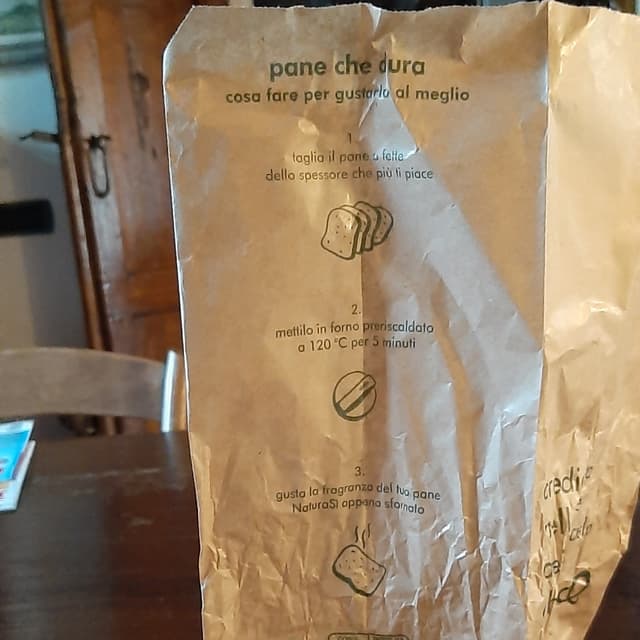 pane che dura
cosa fare per gustarlo al meglio
1.
taglia il pane a fette
dello spessore che più ti piace
2.
mettilo in forno preriscaldato
a 120 °C per 5 minuti
3.
gusta la fragranza del tuo pane
NaturaSì appena sfornato